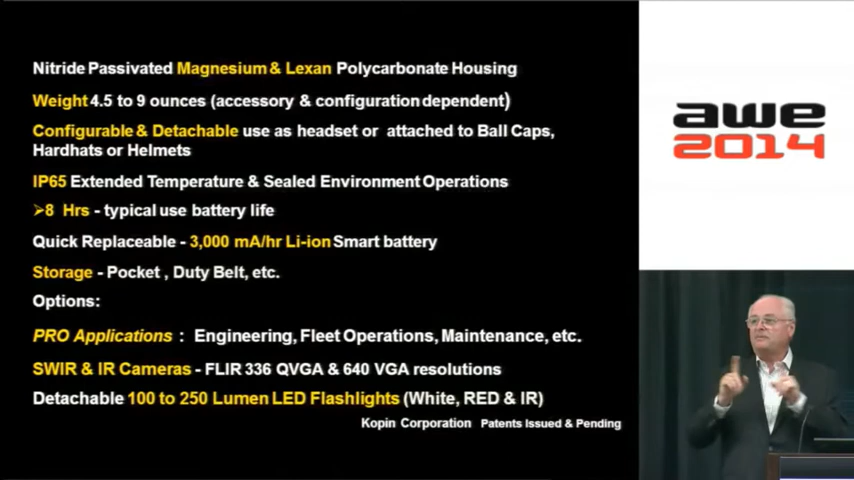 Nitride Passivated Magnesium & Lexan Polycarbonate Housing
Weight 4.5 to 9 ounces (accessory & configuration dependent)
Configurable & Detachable use as headset or attached to Ball Caps,
Hardhats or Helmets
IP65 Extended Temperature & Sealed Environment Operations
➢8 Hrs - typical use battery life
Quick Replaceable - 3,000 mA/hr Li-ion Smart battery
Storage - Pocket , Duty Belt, etc.
Options:
PRO Applications : Engineering, Fleet Operations, Maintenance, etc.
SWIR & IR Cameras - FLIR 336 QVGA & 640 VGA resolutions
Detachable 100 to 250 Lumen LED Flashlights (White, RED & IR)
Kopin Corporation Patents Issued & Pending
awe
2014